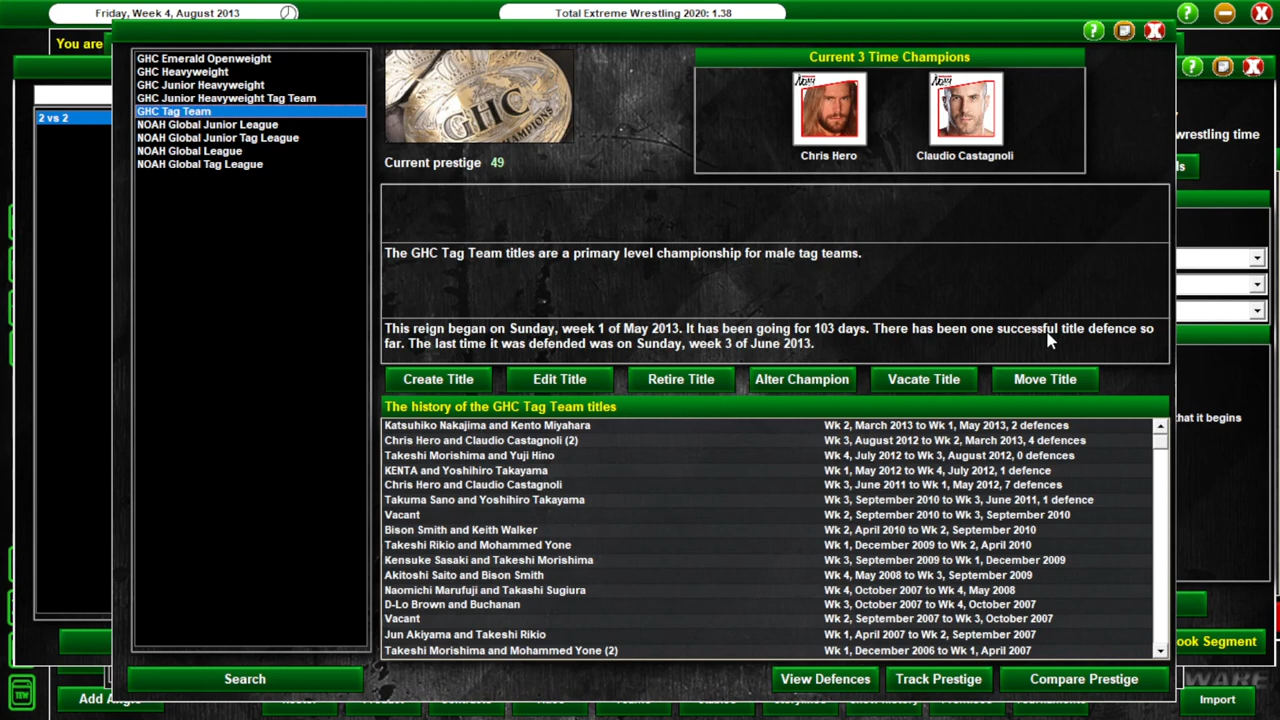 Friday, Week 4, August 2013
Total Extreme Wrestling 2020: 1.38
You are
GHC Emerald Openweight
GHC Heavyweight
GHC Junior Heavyweight
GHC Junior Heavyweight Tag Team
GHC Tag Team
NOAH Global Junior League
NOAH Global Junior Tag League
NOAH Global League
NOAH Global Tag League
2 vs 2
GHC
Current prestige 49
Current 3 Time Champions
Chris Hero
Claudio Castagnoli
wrestling time
The GHC Tag Team titles are a primary level championship for male tag teams.
This reign began on Sunday, week 1 of May 2013. It has been going for 103 days. There has been one successful title defence so
far. The last time it was defended was on Sunday, week 3 of June 2013.
Create Title
Edit Title
Retire Title
Alter Champion
Vacate Title
Move Title
The history of the GHC Tag Team titles
Katsuhiko Nakajima and Kento Miyahara Wk 2, March 2013 to Wk 1, May 2013, 2 defences
Chris Hero and Claudio Castagnoli (2) Wk 3, August 2012 to Wk 2, March 2013, 4 defences
Takeshi Morishima and Yuji Hino Wk 4, July 2012 to Wk 3, August 2012, 0 defences
KENTA and Yoshihiro Takayama Wk 1, May 2012 to Wk 4, July 2012, 1 defence
Chris Hero and Claudio Castagnoli Wk 3, June 2011 to Wk 1, May 2012, 7 defences
Takuma Sano and Yoshihiro Takayama Wk 3, September 2010 to Wk 3, June 2011, 1 defence
Vacant Wk 2, September 2010 to Wk 3, September 2010
Bison Smith and Keith Walker Wk 2, April 2010 to Wk 2, September 2010
Takeshi Rikio and Mohammed Yone Wk 1, December 2009 to Wk 2, April 2010
Kensuke Sasaki and Takeshi Morishima Wk 3, September 2009 to Wk 1, December 2009
Akitoshi Saito and Bison Smith Wk 4, May 2008 to Wk 3, September 2009
Naomichi Marufuji and Takashi Sugiura Wk 4, October 2007 to Wk 4, May 2008
D-Lo Brown and Buchanan Wk 3, October 2007 to Wk 4, October 2007
Vacant Wk 2, September 2007 to Wk 3, October 2007
Jun Akiyama and Takeshi Rikio Wk 1, April 2007 to Wk 2, September 2007
Takeshi Morishima and Mohammed Yone (2) Wk 1, December 2006 to Wk 1, April 2007
that it begins
ook Segment
Search
View Defences
Track Prestige
Compare Prestige
Add An
Import
TEW